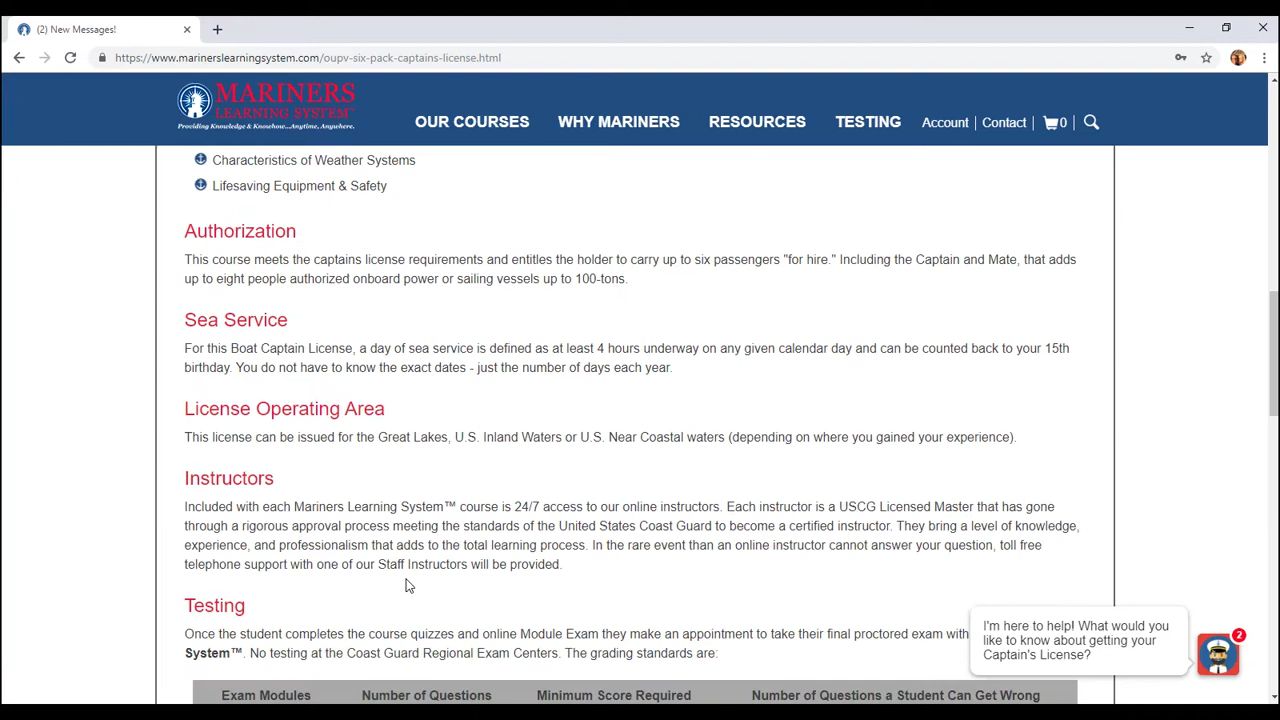 (2) New Messages!
https://www.marinerslearningsystem.com/oupv-six-pack-captains-license.html
MARINERS
LEARNING SYSTEM™
Providing Knowledge & Knowhow...Anytime, Anywhere.
OUR COURSES WHY MARINERS RESOURCES TESTING Account | Contact | 0 |
Characteristics of Weather Systems
Lifesaving Equipment & Safety
Authorization
This course meets the captains license requirements and entitles the holder to carry up to six passengers "for hire." Including the Captain and Mate, that adds
up to eight people authorized onboard power or sailing vessels up to 100-tons.
Sea Service
For this Boat Captain License, a day of sea service is defined as at least 4 hours underway on any given calendar day and can be counted back to your 15th
birthday. You do not have to know the exact dates - just the number of days each year.
License Operating Area
This license can be issued for the Great Lakes, U.S. Inland Waters or U.S. Near Coastal waters (depending on where you gained your experience).
Instructors
Included with each Mariners Learning System™ course is 24/7 access to our online instructors. Each instructor is a USCG Licensed Master that has gone
through a rigorous approval process meeting the standards of the United States Coast Guard to become a certified instructor. They bring a level of knowledge,
experience, and professionalism that adds to the total learning process. In the rare event than an online instructor cannot answer your question, toll free
telephone support with one of our Staff Instructors will be provided.
Testing
Once the student completes the course quizzes and online Module Exam they make an appointment to take their final proctored exam with
System™. No testing at the Coast Guard Regional Exam Centers. The grading standards are:
Exam Modules Number of Questions Minimum Score Required Number of Questions a Student Can Get Wrong
I'm here to help! What would you
like to know about getting your
Captain's License?
2